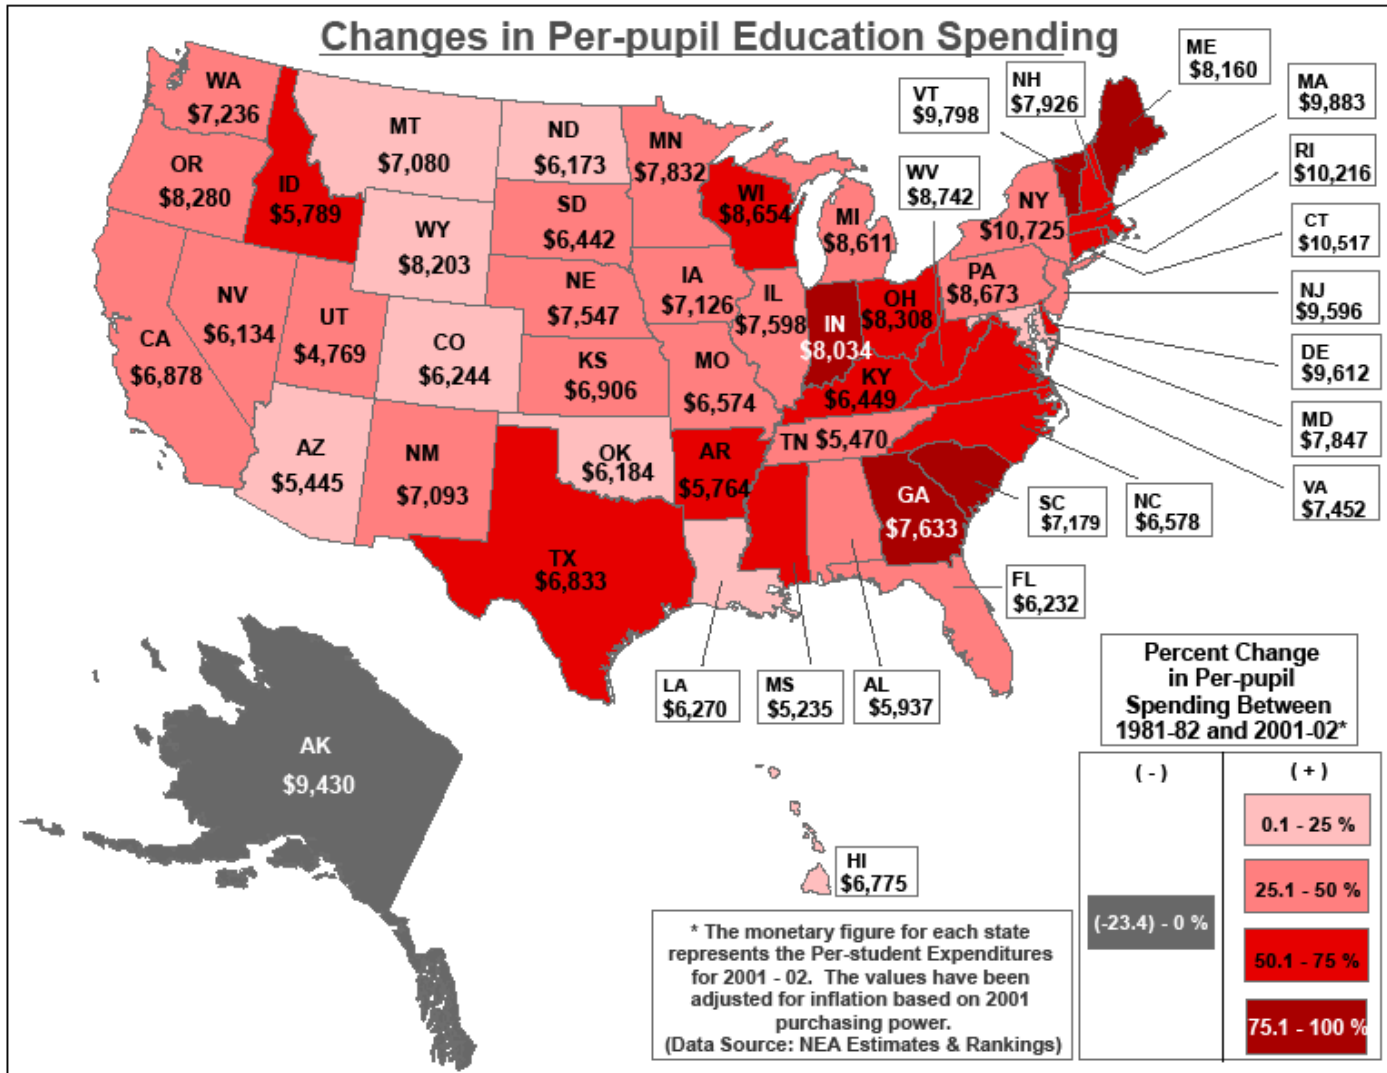 Changes in Per-pupil Education Spending
ME
$8,160
NH
$7,926
MA
$9,883
VT
$9,798
RI
$10,216
WV
$8,742
CT
$10,517
NJ
$9,596
DE
$9,612
MD
$7,847
VA
$7,452
NC
$6,578
SC
$7,179
WA
$7,236
OR
$8,280
ID
$5,789
MT
$7,080
ND
$6,173
MN
$7,832
WI
$8,654
MI
$8,611
NY
$10,725
PA
$8,673
WY
$8,203
SD
$6,442
NE
$7,547
IA
$7,126
IL
$7,598
IN
$8,034
OH
$8,308
CA
$6,878
NV
$6,134
UT
$4,769
CO
$6,244
KS
$6,906
MO
$6,574
KY
$6,449
TN $5,470
AZ
$5,445
NM
$7,093
OK
$6,184
AR
$5,764
GA
$7,633
TX
$6,833
FL
$6,232
LA
$6,270
MS
$5,235
AL
$5,937
AK
$9,430
HI
$6,775
Percent Change
in Per-pupil
Spending Between
1981-82 and 2001-02*
( - )
( + )
0.1 - 25 %
25.1 - 50 %
(-23.4) - 0 %
50.1 - 75 %
75.1 - 100 %
* The monetary figure for each state
represents the Per-student Expenditures
for 2001 - 02. The values have been
adjusted for inflation based on 2001
purchasing power.
(Data Source: NEA Estimates & Rankings)